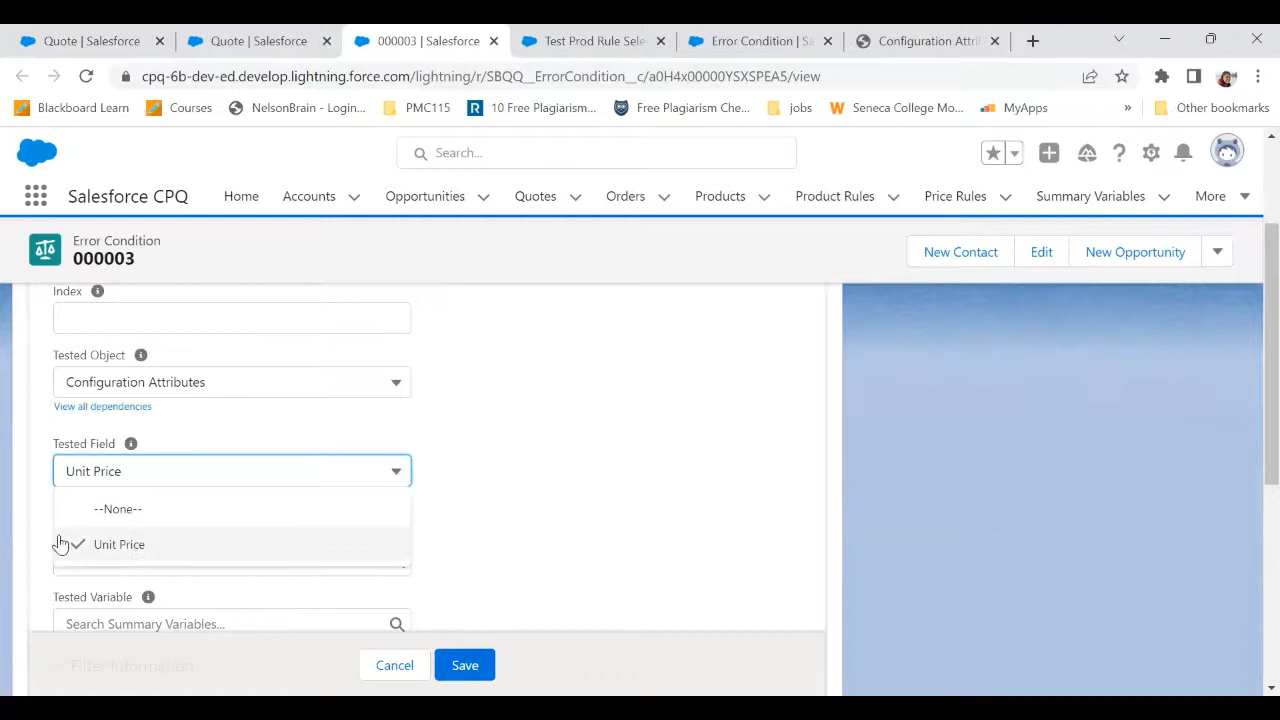 Quote | Salesforce
Quote | Salesforce
000003 | Salesforce
Test Prod Rule Sele
Error Condition | Sa
Configuration Attri
cpq-6b-dev-ed.develop.lightning.force.com/lightning/r/SBQQ__ErrorCondition__c/a0H4x00000YSXSPEA5/view
Blackboard Learn
Courses
NelsonBrain - Login...
PMC115
10 Free Plagiarism...
Free Plagiarism Che...
jobs
Seneca College Mo...
MyApps
»
Other bookmarks
Search...
Salesforce CPQ
Home
Accounts
Opportunities
Quotes
Orders
Products
Product Rules
Price Rules
Summary Variables
More
Error Condition
000003
New Contact
Edit
New Opportunity
Index
Tested Object
Configuration Attributes
View all dependencies
Tested Field
Unit Price
--None--
Unit Price
Tested Variable
Search Summary Variables...
Filter Information
Cancel
Save